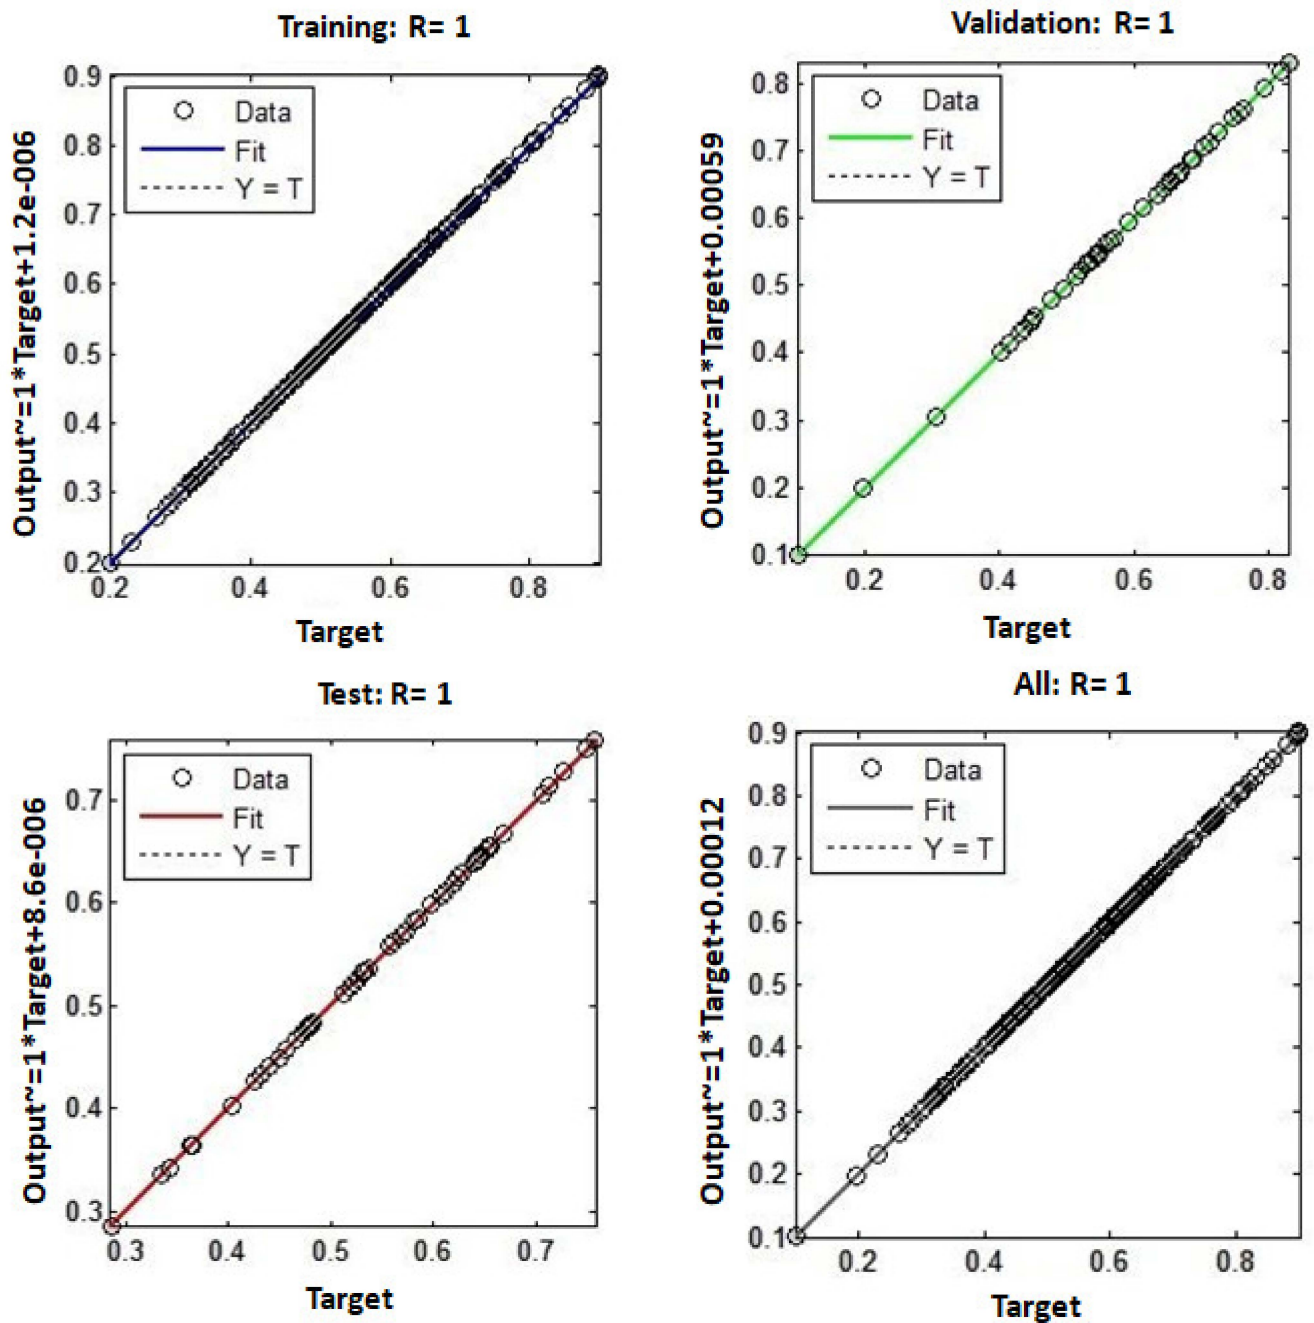 Training: R= 1
Output~=1*Target+1.2e-006
0.9
0.8
0.7
0.6
0.5
0.4
0.3
0.2
Data
Fit
Y = T
0.2 0.4 0.6 0.8
Target
Validation: R= 1
Output~=1*Target+0.00059
0.8
0.7
0.6
0.5
0.4
0.3
0.2
0.1
Data
Fit
Y = T
0.2 0.4 0.6 0.8
Target
Test: R= 1
Output~=1*Target+8.6e-006
0.7
0.6
0.5
0.4
0.3
Data
Fit
Y = T
0.3 0.4 0.5 0.6 0.7
Target
All: R= 1
Output~=1*Target+0.00012
0.9
0.8
0.7
0.6
0.5
0.4
0.3
0.2
0.1
Data
Fit
Y = T
0.2 0.4 0.6 0.8
Target